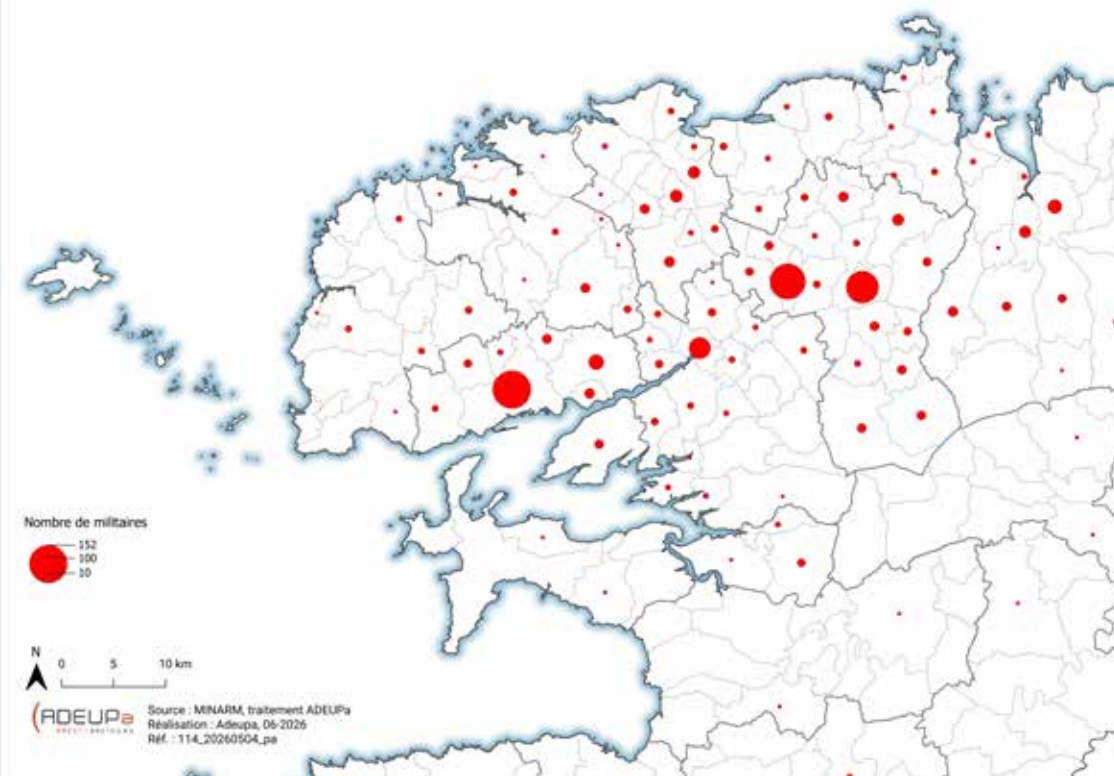 Nombre de militaires
152
100
10
N
0 5 10 km
ADEUPa
BREST-BRETAGNE
Source : MINARM, traitement ADEUPa
Réalisation : Adeupa, 06-2026
Réf. : 114_20260504_pa